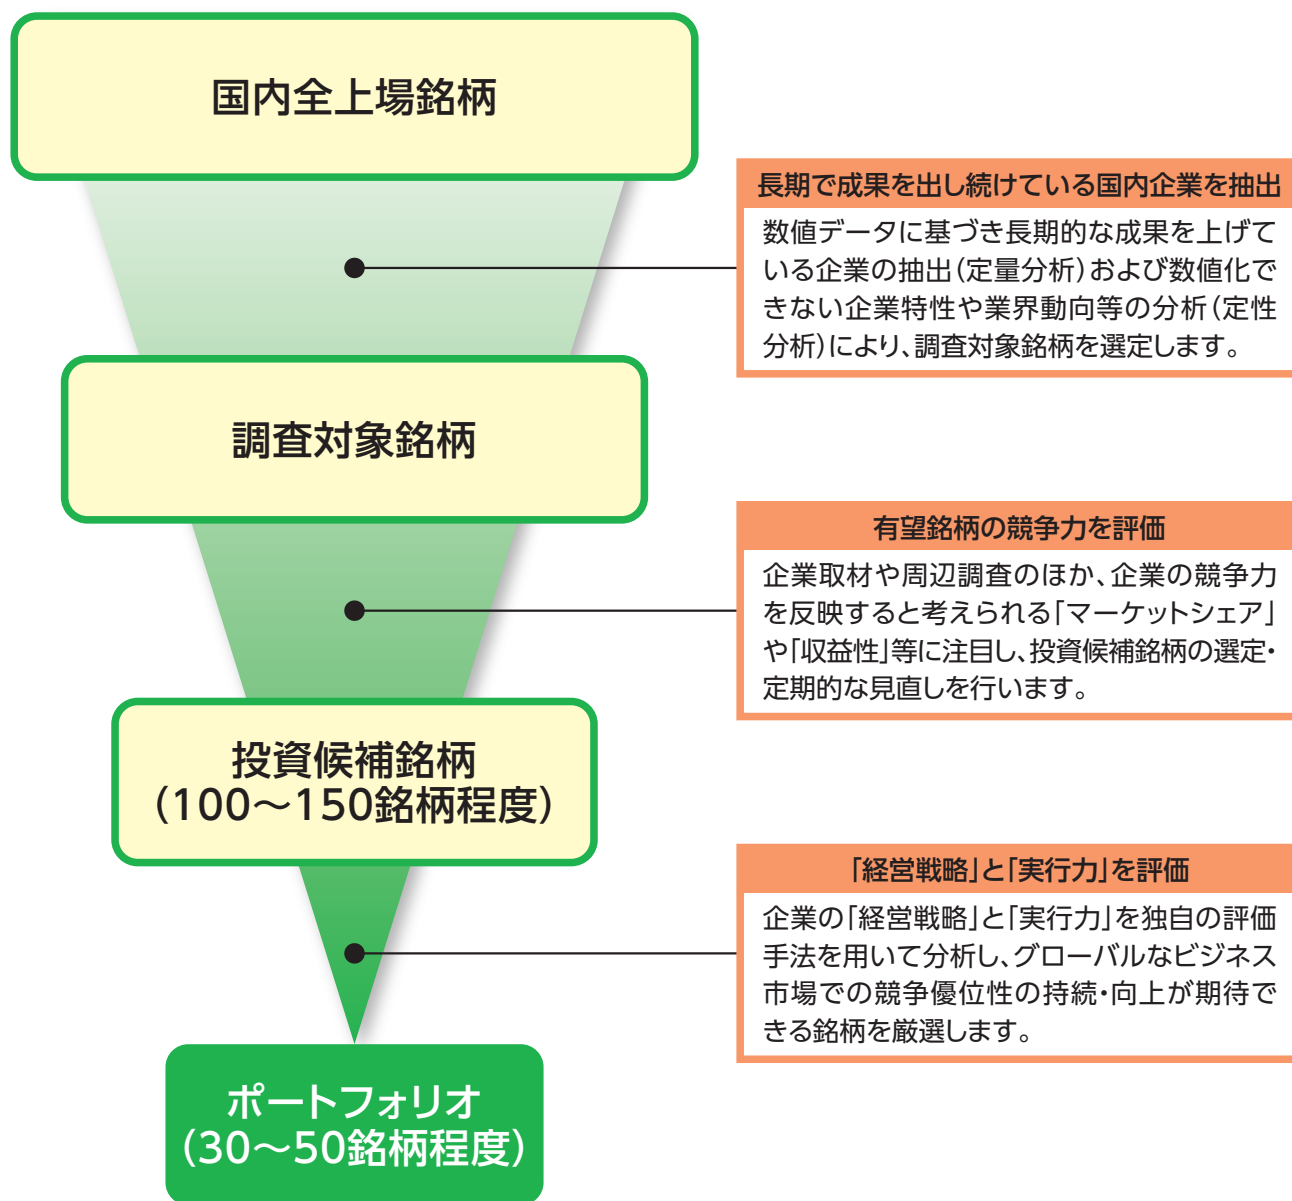 国内全上場銘柄
長期で成果を出し続けている国内企業を抽出
数値データに基づき長期的な成果を上げて
いる企業の抽出（定量分析）および数値化で
きない企業特性や業界動向等の分析（定性
分析）により、調査対象銘柄を選定します。
調査対象銘柄
有望銘柄の競争力を評価
企業取材や周辺調査のほか、企業の競争力
を反映すると考えられる「マーケットシェア」
や「収益性」等に注目し、投資候補銘柄の選定・
定期的な見直しを行います。
投資候補銘柄
（100～150銘柄程度）
「経営戦略」と「実行力」を評価
企業の「経営戦略」と「実行力」を独自の評価
手法を用いて分析し、グローバルなビジネス
市場での競争優位性の持続・向上が期待で
きる銘柄を厳選します。
ポートフォリオ
（30～50銘柄程度）